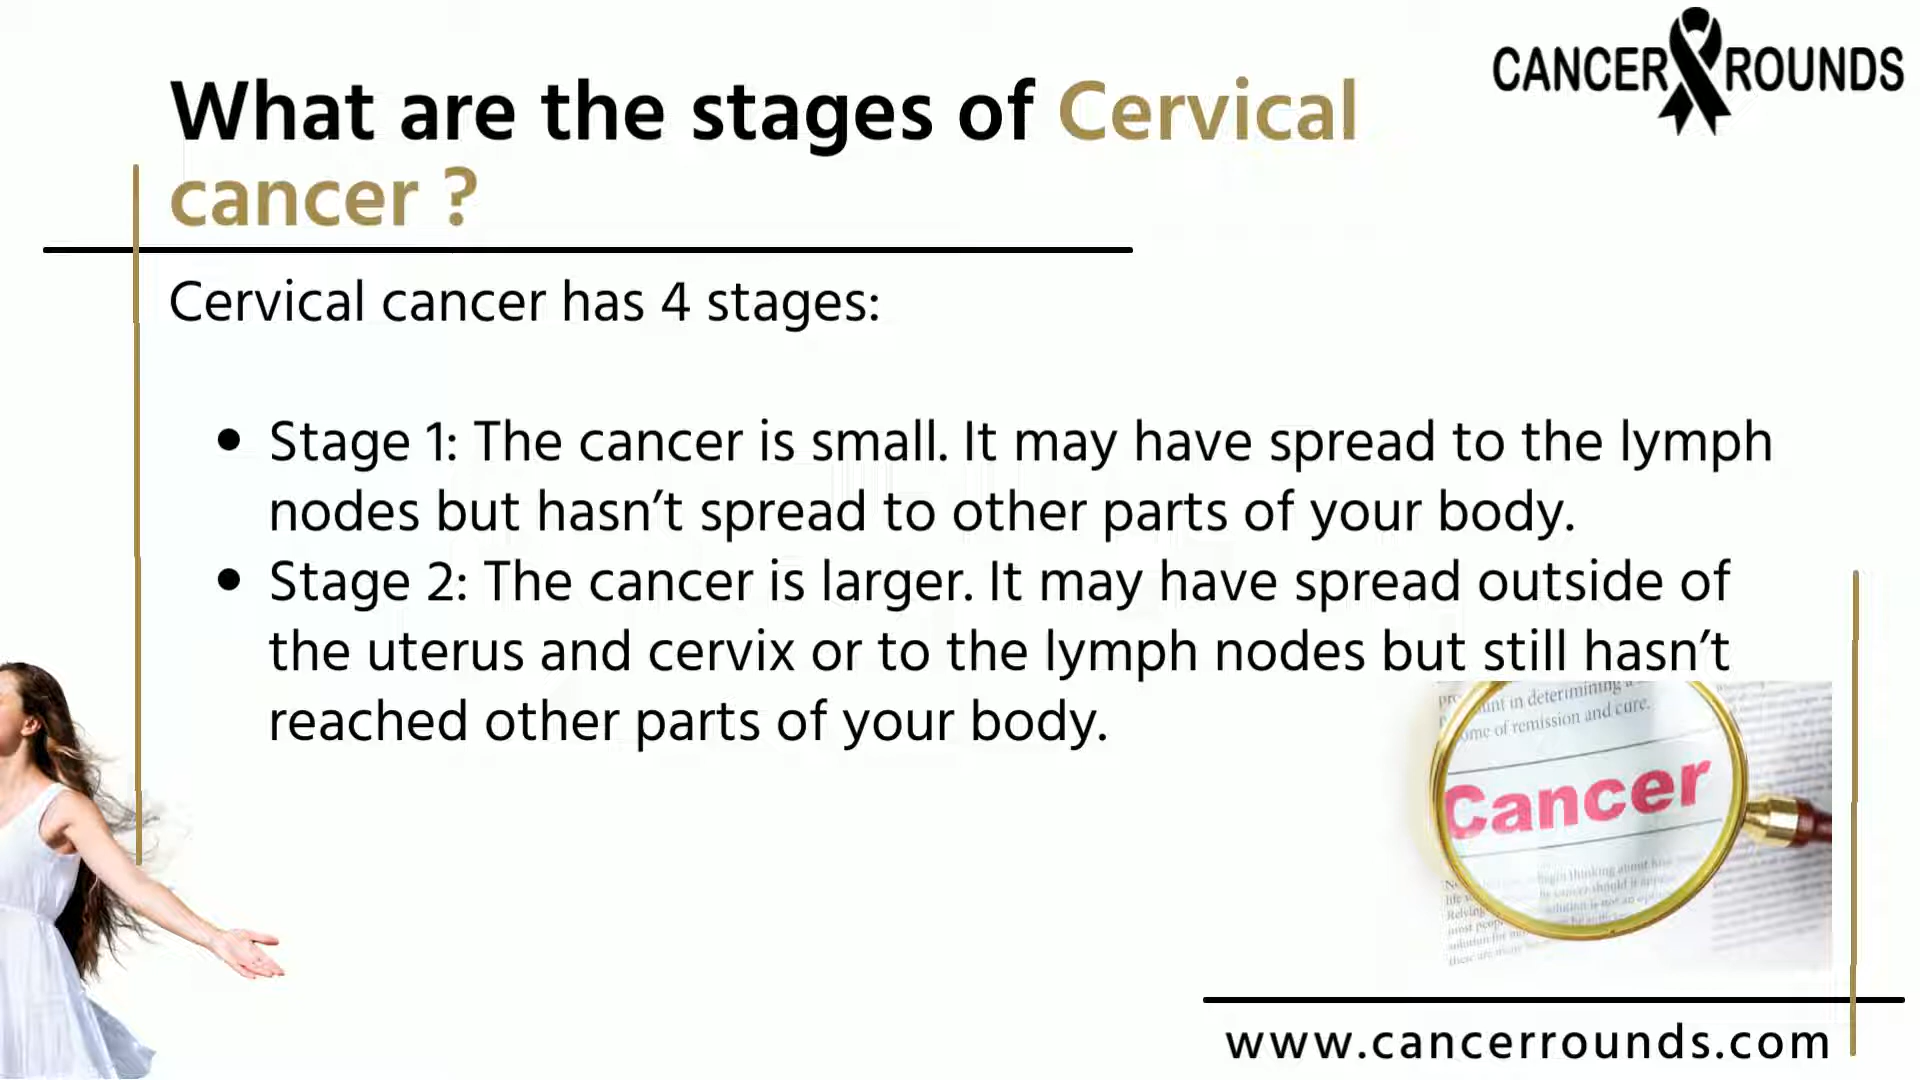 CANCER ROUNDS
What are the stages of Cervical
cancer ?
Cervical cancer has 4 stages:
• Stage 1: The cancer is small. It may have spread to the lymph
nodes but hasn’t spread to other parts of your body.
• Stage 2: The cancer is larger. It may have spread outside of
the uterus and cervix or to the lymph nodes but still hasn’t
reached other parts of your body.
in determining a
ome of remission and cure.
Cancer
www.cancerrounds.com